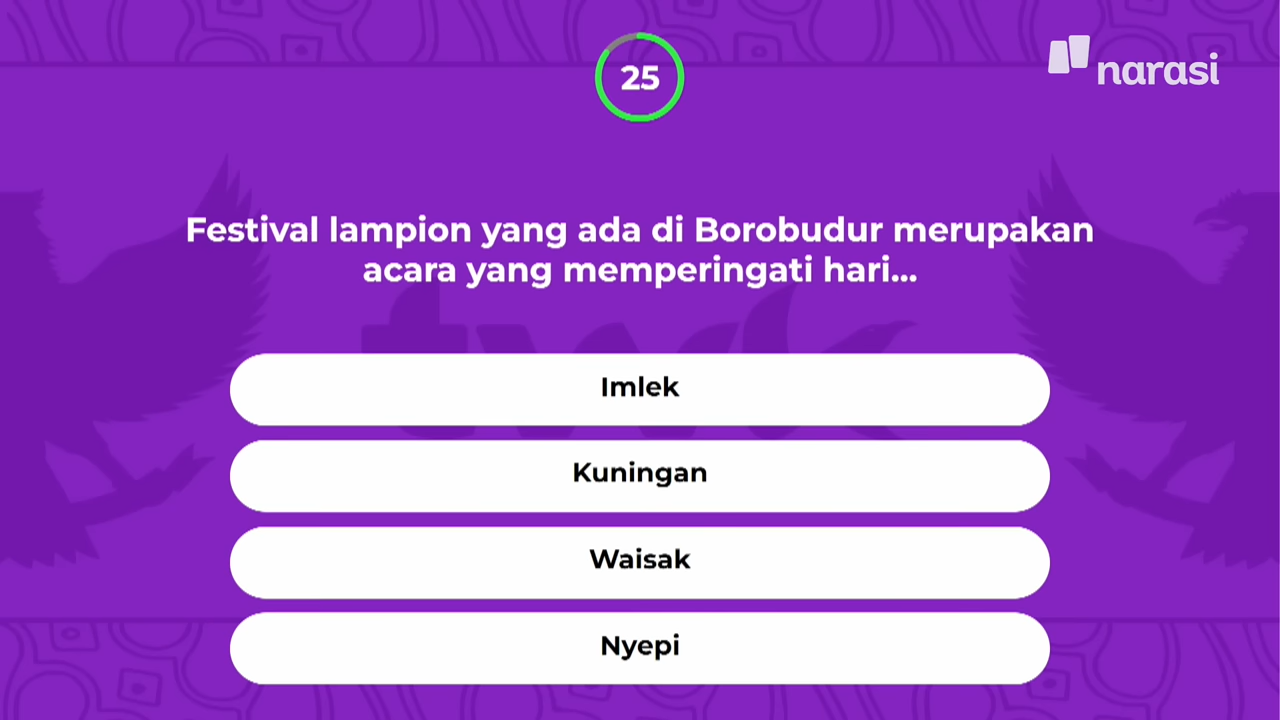 25
narasi
Festival lampion yang ada di Borobudur merupakan
acara yang memperingati hari...
Imlek
Kuningan
Waisak
Nyepi